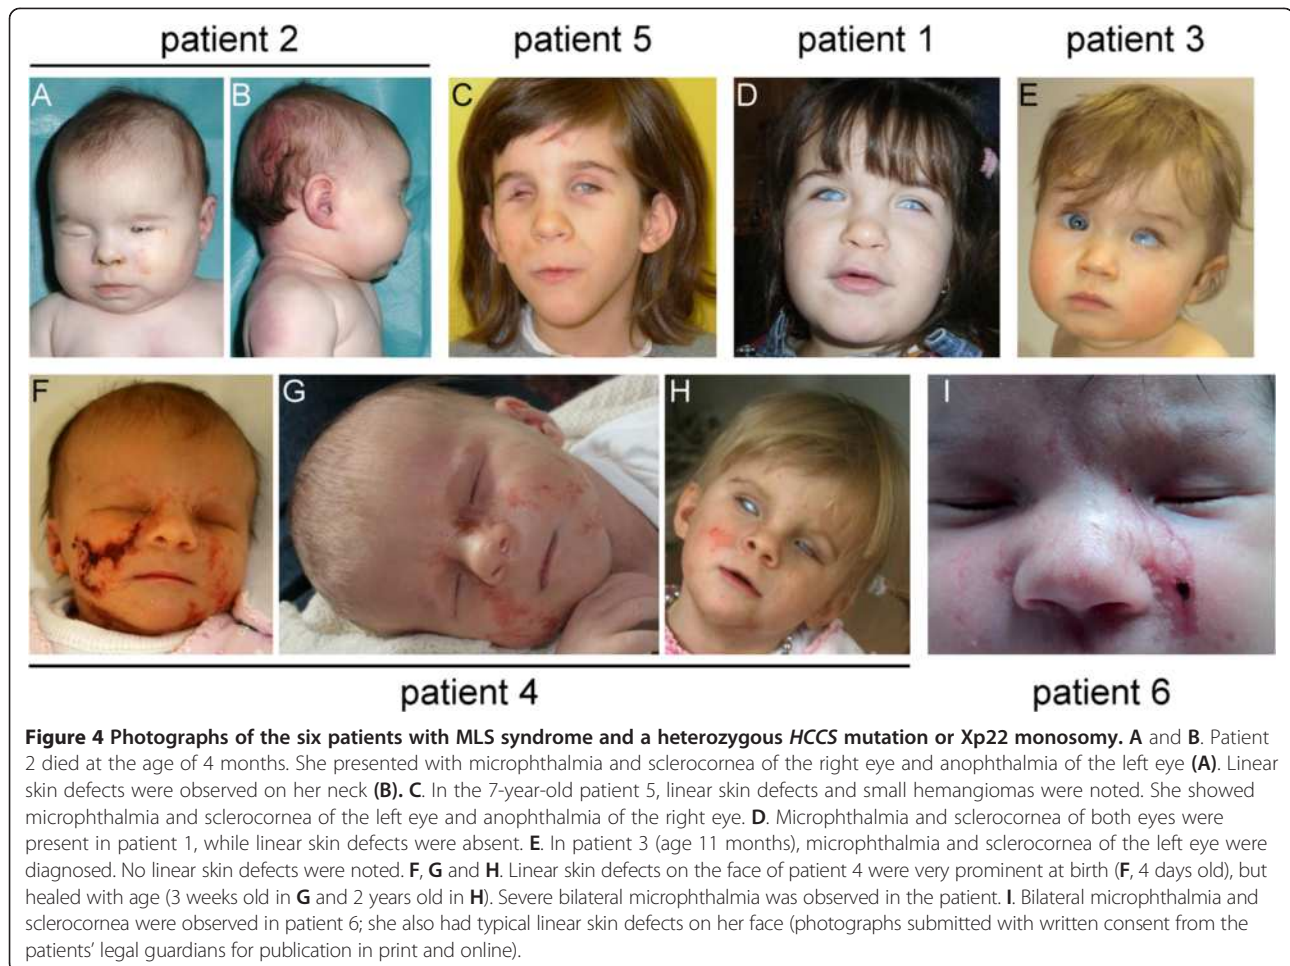 patient 2 patient 5 patient 1 patient 3
A B C D E
F G H I
patient 4 patient 6
Figure 4 Photographs of the six patients with MLS syndrome and a heterozygous HCCS mutation or Xp22 monosomy. A and B. Patient
2 died at the age of 4 months. She presented with microphthalmia and sclerocornea of the right eye and anophthalmia of the left eye (A). Linear
skin defects were observed on her neck (B). C. In the 7-year-old patient 5, linear skin defects and small hemangiomas were noted. She showed
microphthalmia and sclerocornea of the left eye and anophthalmia of the right eye. D. Microphthalmia and sclerocornea of both eyes were
present in patient 1, while linear skin defects were absent. E. In patient 3 (age 11 months), microphthalmia and sclerocornea of the left eye were
diagnosed. No linear skin defects were noted. F, G and H. Linear skin defects on the face of patient 4 were very prominent at birth (F, 4 days old), but
healed with age (3 weeks old in G and 2 years old in H). Severe bilateral microphthalmia was observed in the patient. I. Bilateral microphthalmia and
sclerocornea were observed in patient 6; she also had typical linear skin defects on her face (photographs submitted with written consent from the
patients' legal guardians for publication in print and online).